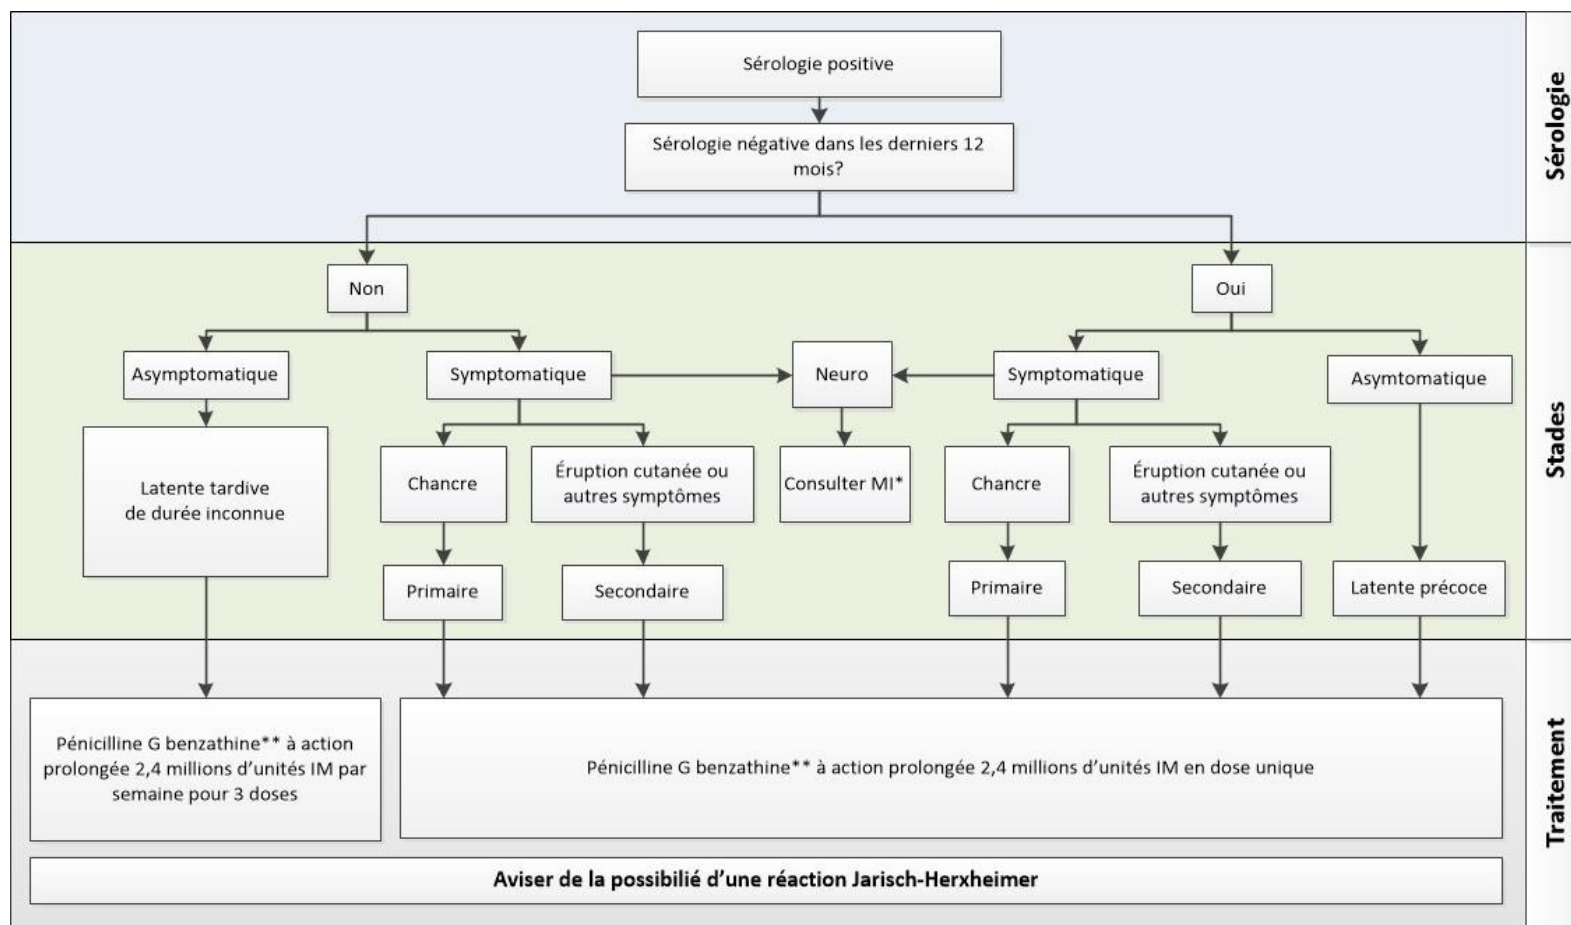 Sérologie positive
Sérologie négative dans les derniers 12
mois?
Sérologie
Non
Oui
Asymptomatique
Symptomatique
Neuro
Symptomatique
Asymtomatique
Latente tardive
de durée inconnue
Chancre
Éruption cutanée ou
autres symptômes
Consulter MI*
Chancre
Éruption cutanée ou
autres symptômes
Primaire
Secondaire
Primaire
Secondaire
Latente précoce
Stades
Pénicilline G benzathine** à action
prolongée 2,4 millions d'unités IM par
semaine pour 3 doses
Pénicilline G benzathine** à action prolongée 2,4 millions d'unités IM en dose unique
Aviser de la possibilié d'une réaction Jarisch-Herxheimer
Traitement